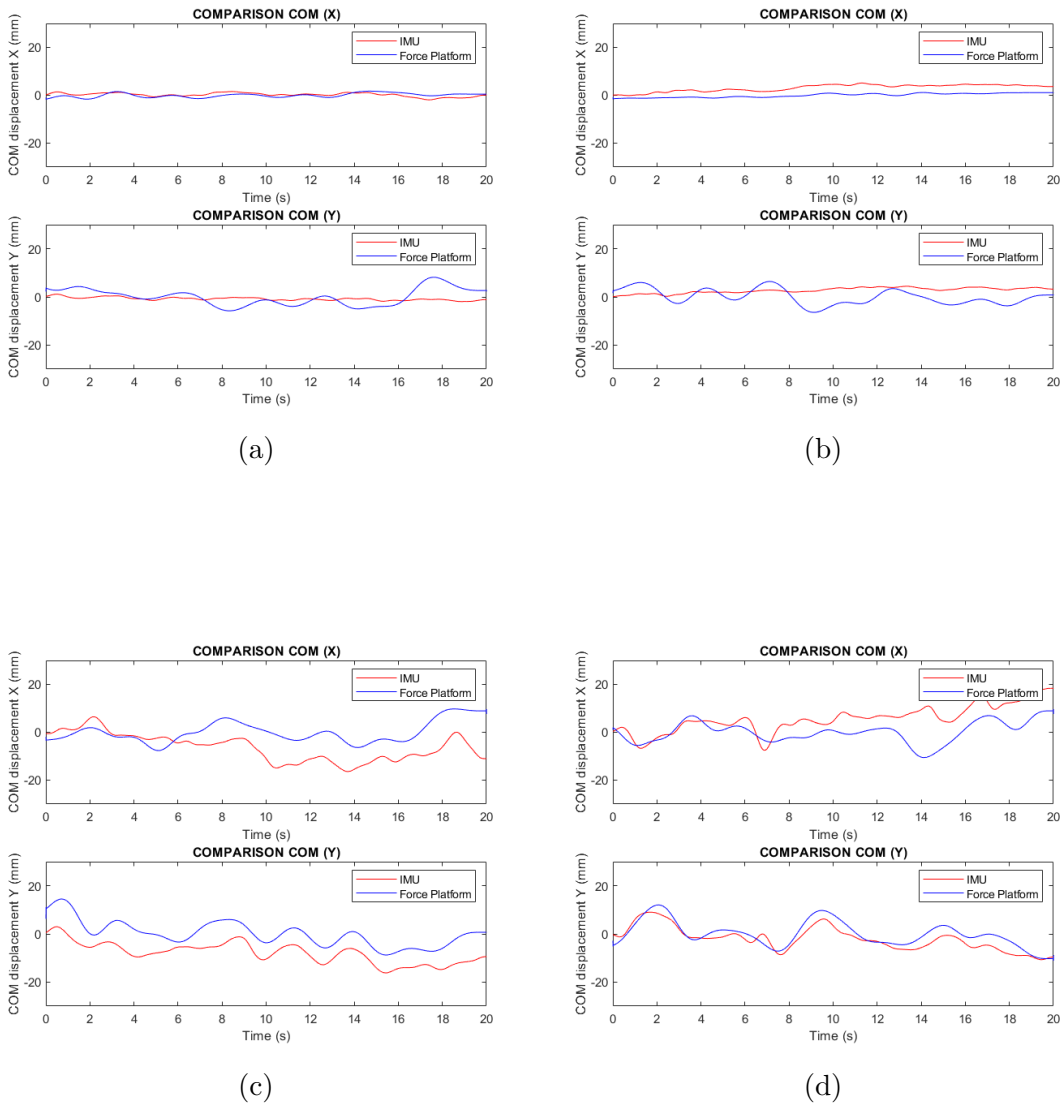 COMPARISON COM (X)
COM displacement X (mm)
20
0
-20
IMU
Force Platform
0 2 4 6 8 10 12 14 16 18 20
Time (s)
COMPARISON COM (Y)
COM displacement Y (mm)
20
0
-20
IMU
Force Platform
0 2 4 6 8 10 12 14 16 18 20
Time (s)
(a)
COMPARISON COM (X)
COM displacement X (mm)
20
0
-20
IMU
Force Platform
0 2 4 6 8 10 12 14 16 18 20
Time (s)
COMPARISON COM (Y)
COM displacement Y (mm)
20
0
-20
IMU
Force Platform
0 2 4 6 8 10 12 14 16 18 20
Time (s)
(b)
COMPARISON COM (X)
COM displacement X (mm)
20
0
-20
IMU
Force Platform
0 2 4 6 8 10 12 14 16 18 20
Time (s)
COMPARISON COM (Y)
COM displacement Y (mm)
20
0
-20
IMU
Force Platform
0 2 4 6 8 10 12 14 16 18 20
Time (s)
(c)
COMPARISON COM (X)
COM displacement X (mm)
20
0
-20
IMU
Force Platform
0 2 4 6 8 10 12 14 16 18 20
Time (s)
COMPARISON COM (Y)
COM displacement Y (mm)
20
0
-20
IMU
Force Platform
0 2 4 6 8 10 12 14 16 18 20
Time (s)
(d)